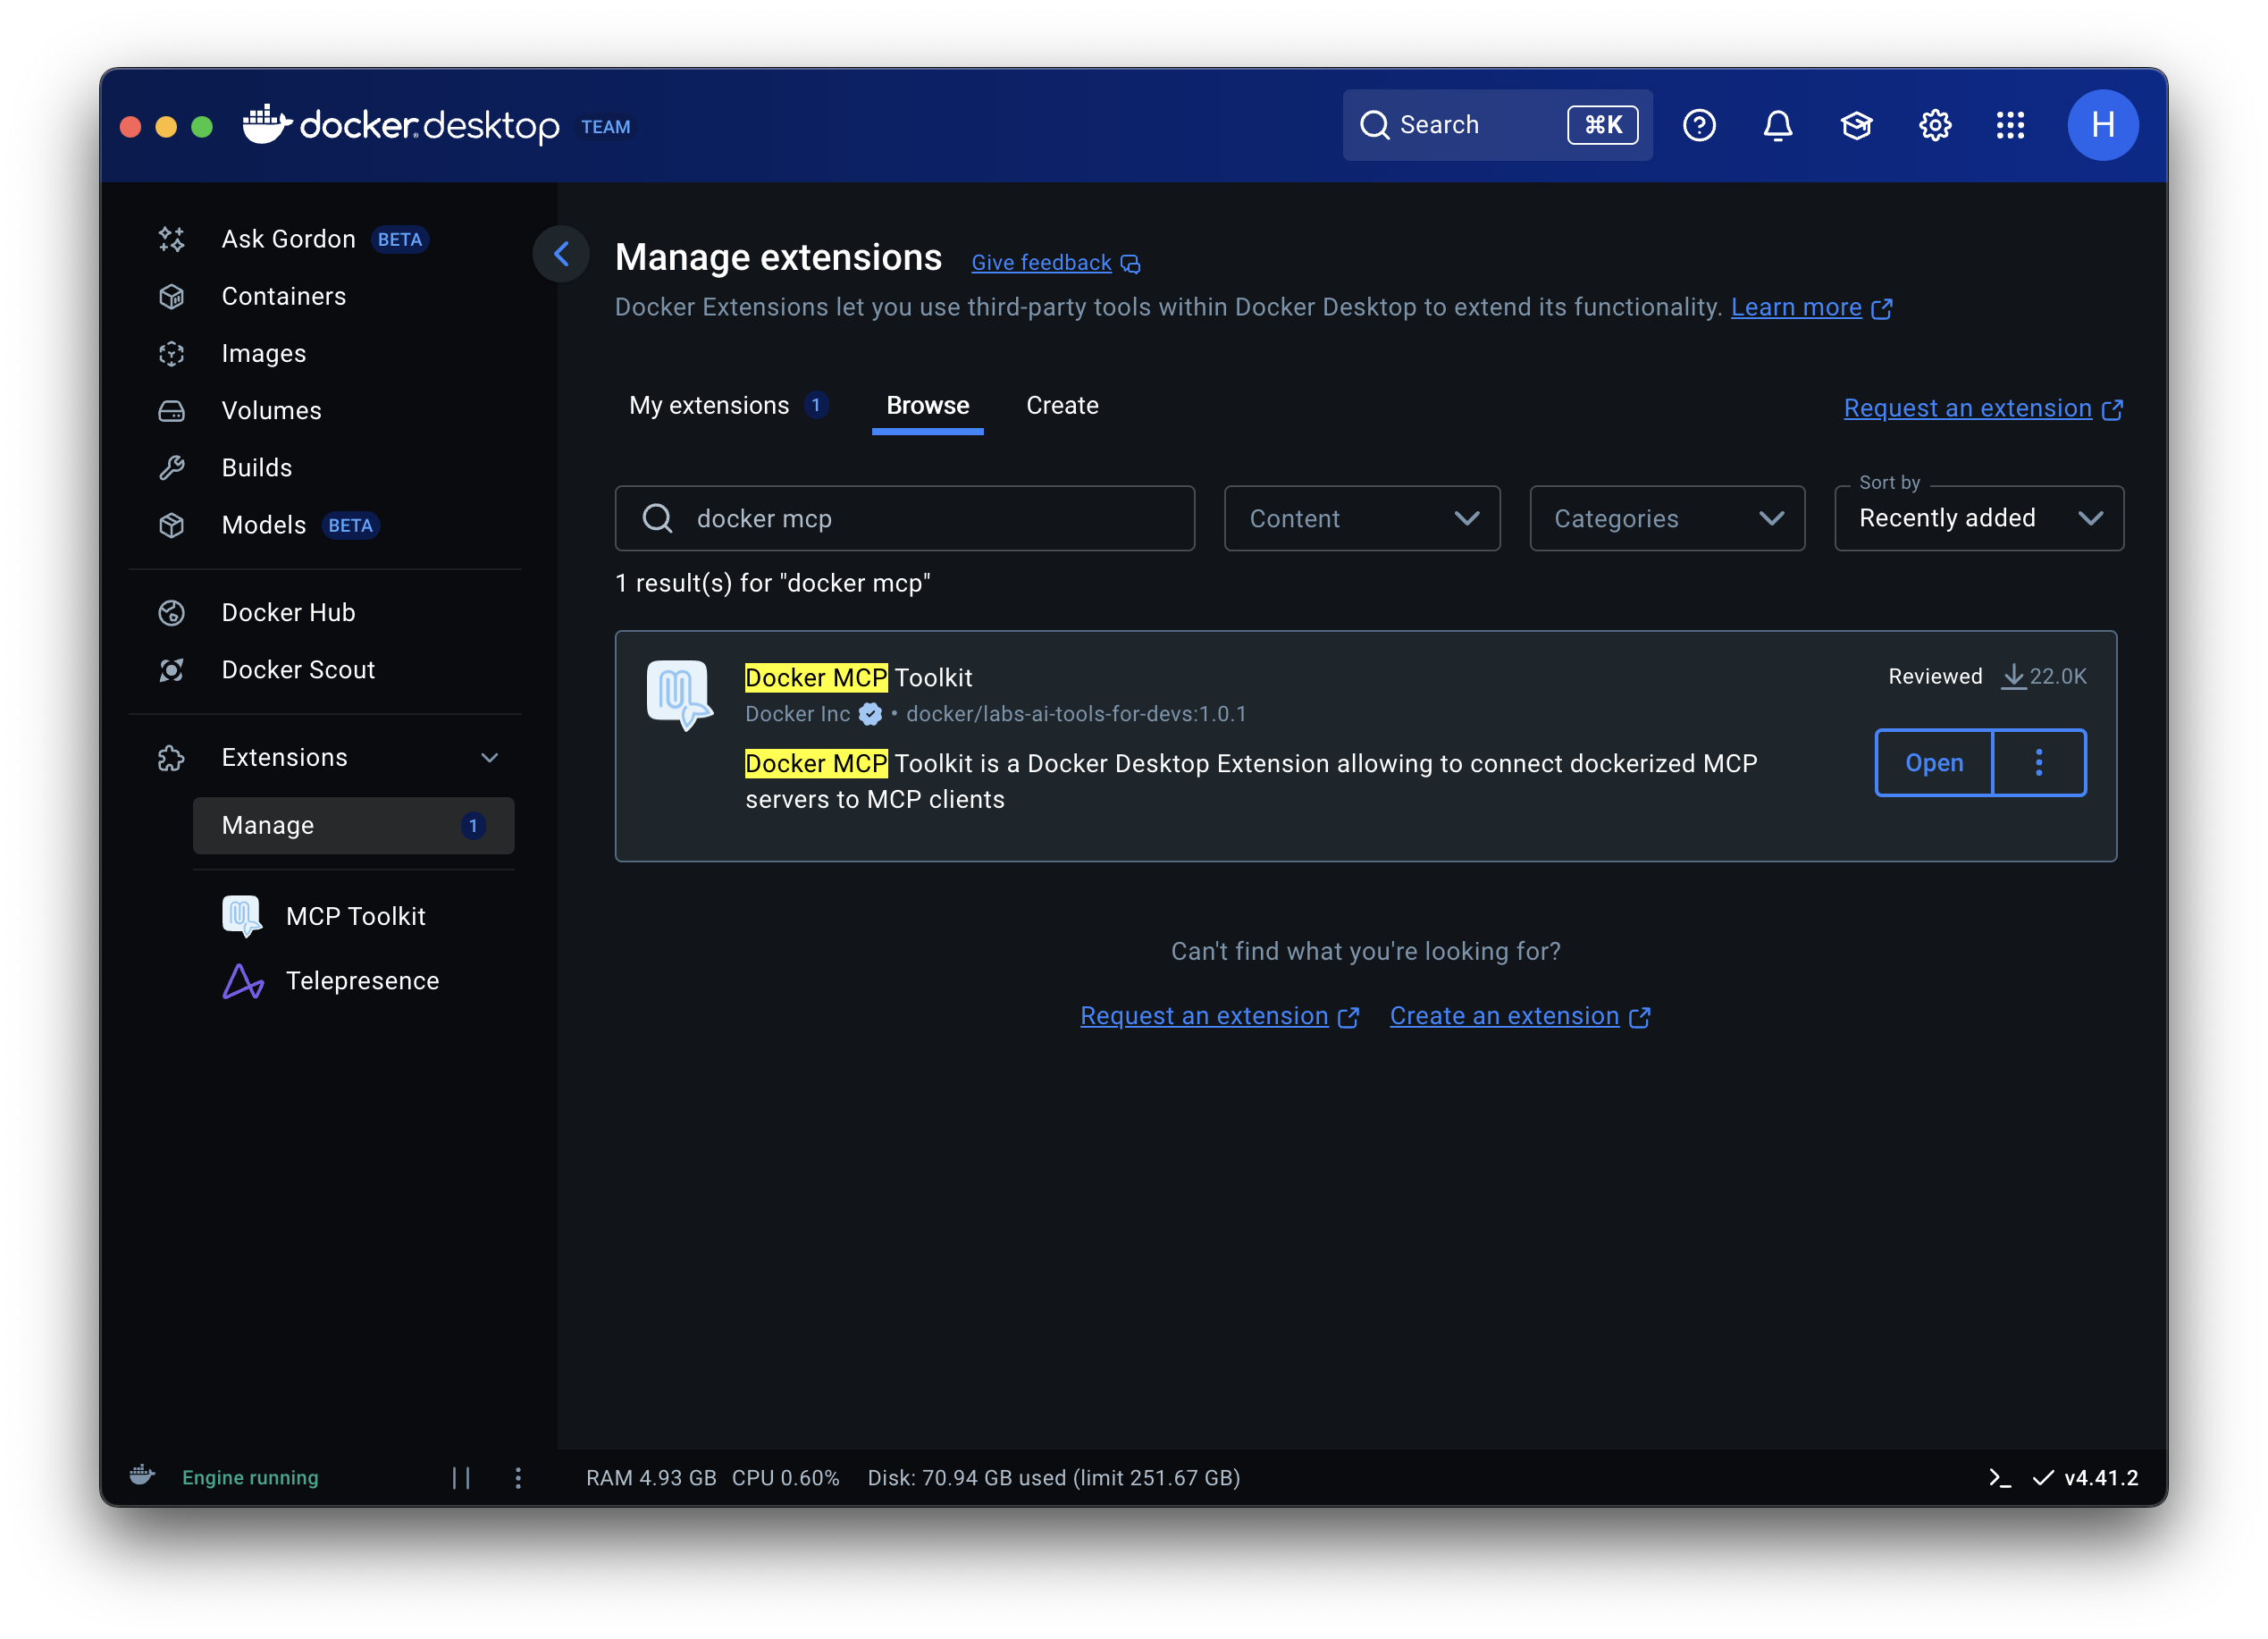 docker desktop TEAM
Search ⌘K
H
Ask Gordon BETA
Containers
Images
Volumes
Builds
Models BETA
Docker Hub
Docker Scout
Extensions
Manage 1
MCP Toolkit
Telepresence
Manage extensions Give feedback
Docker Extensions let you use third-party tools within Docker Desktop to extend its functionality. Learn more
My extensions 1 Browse Create
Request an extension
docker mcp
Content
Categories
Sort by
Recently added
1 result(s) for "docker mcp"
Docker MCP Toolkit
Reviewed 22.0K
Docker Inc • docker/labs-ai-tools-for-devs:1.0.1
Docker MCP Toolkit is a Docker Desktop Extension allowing to connect dockerized MCP
servers to MCP clients
Open
Can't find what you're looking for?
Request an extension Create an extension
Engine running
RAM 4.93 GB CPU 0.60% Disk: 70.94 GB used (limit 251.67 GB)
v4.41.2